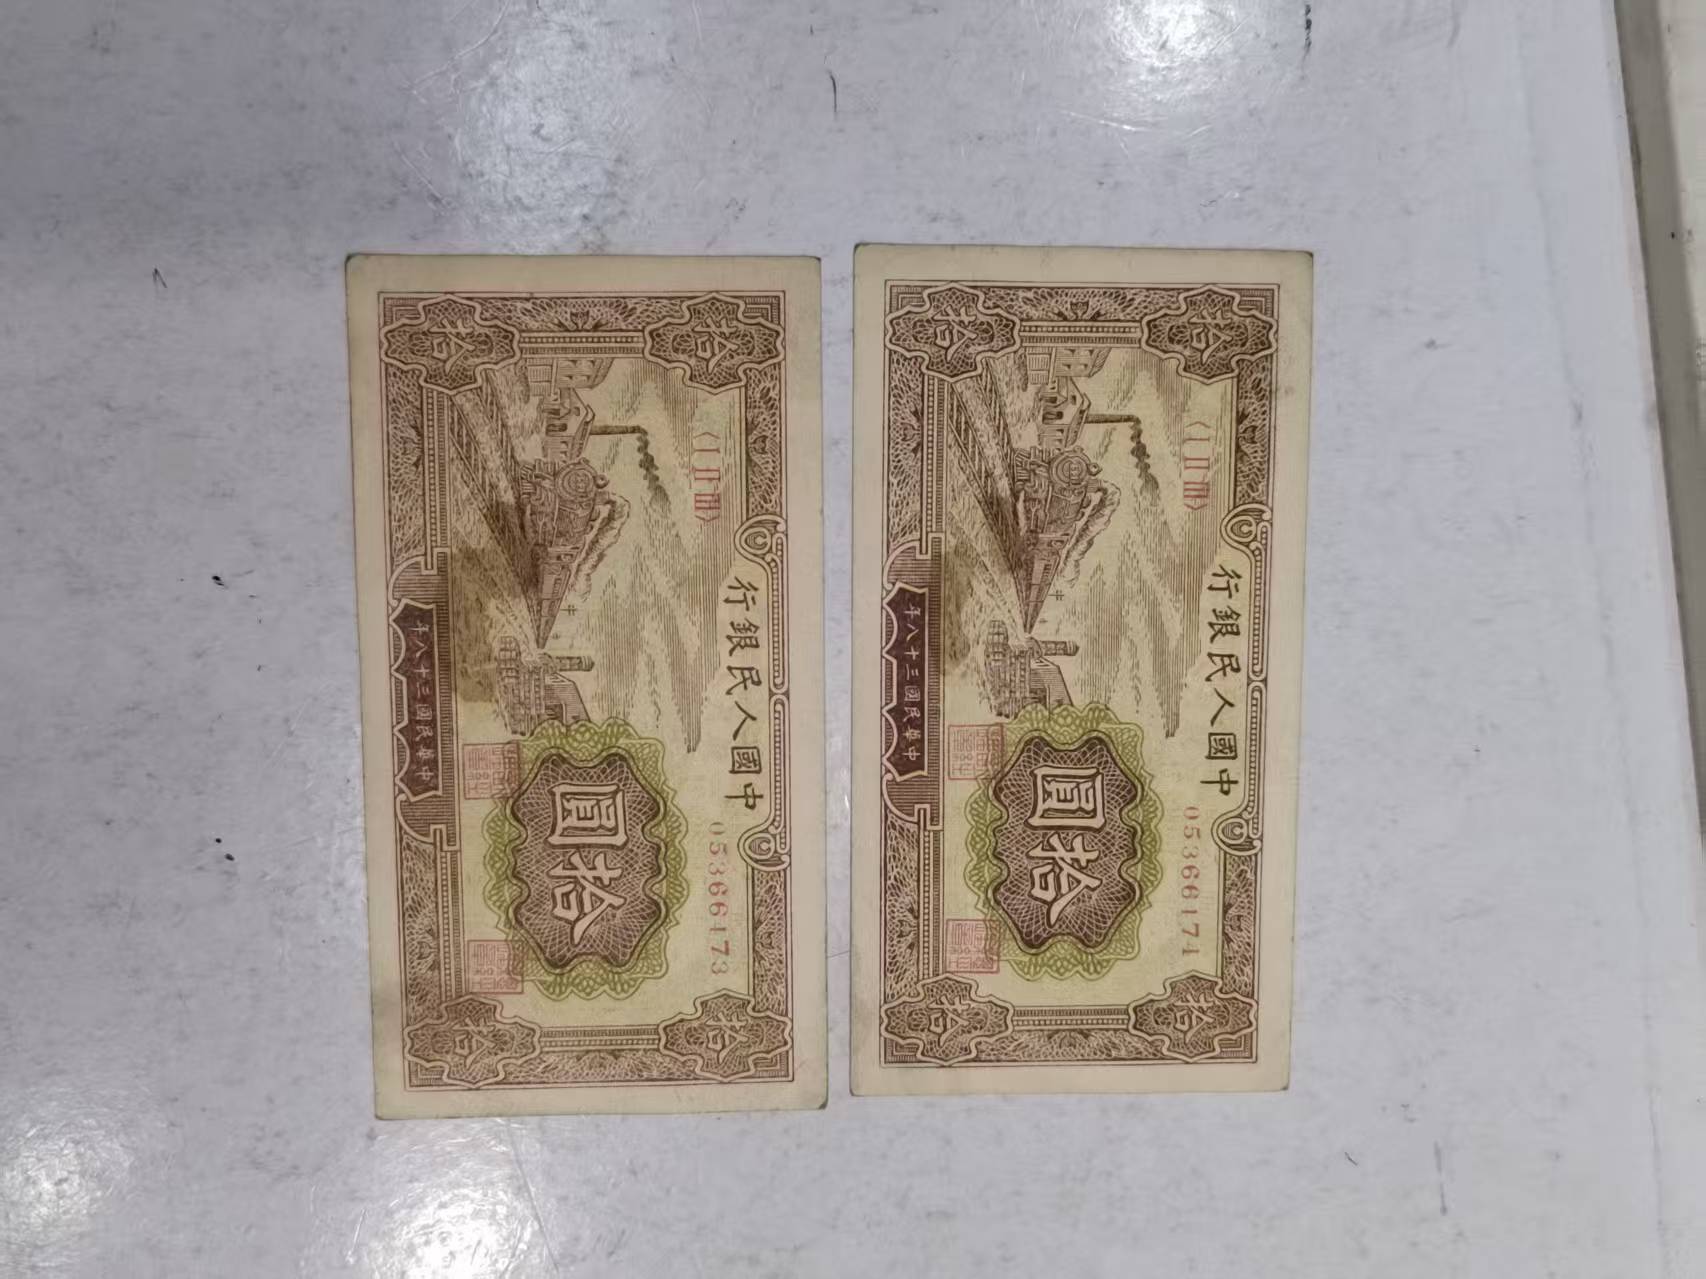 拾 拾
〈I II III〉
中國人民銀行
05366173
拾圓
中華民國三十八年
拾 拾
拾 拾
〈I II III〉
中國人民銀行
05366171
拾圓
中華民國三十八年
拾 拾